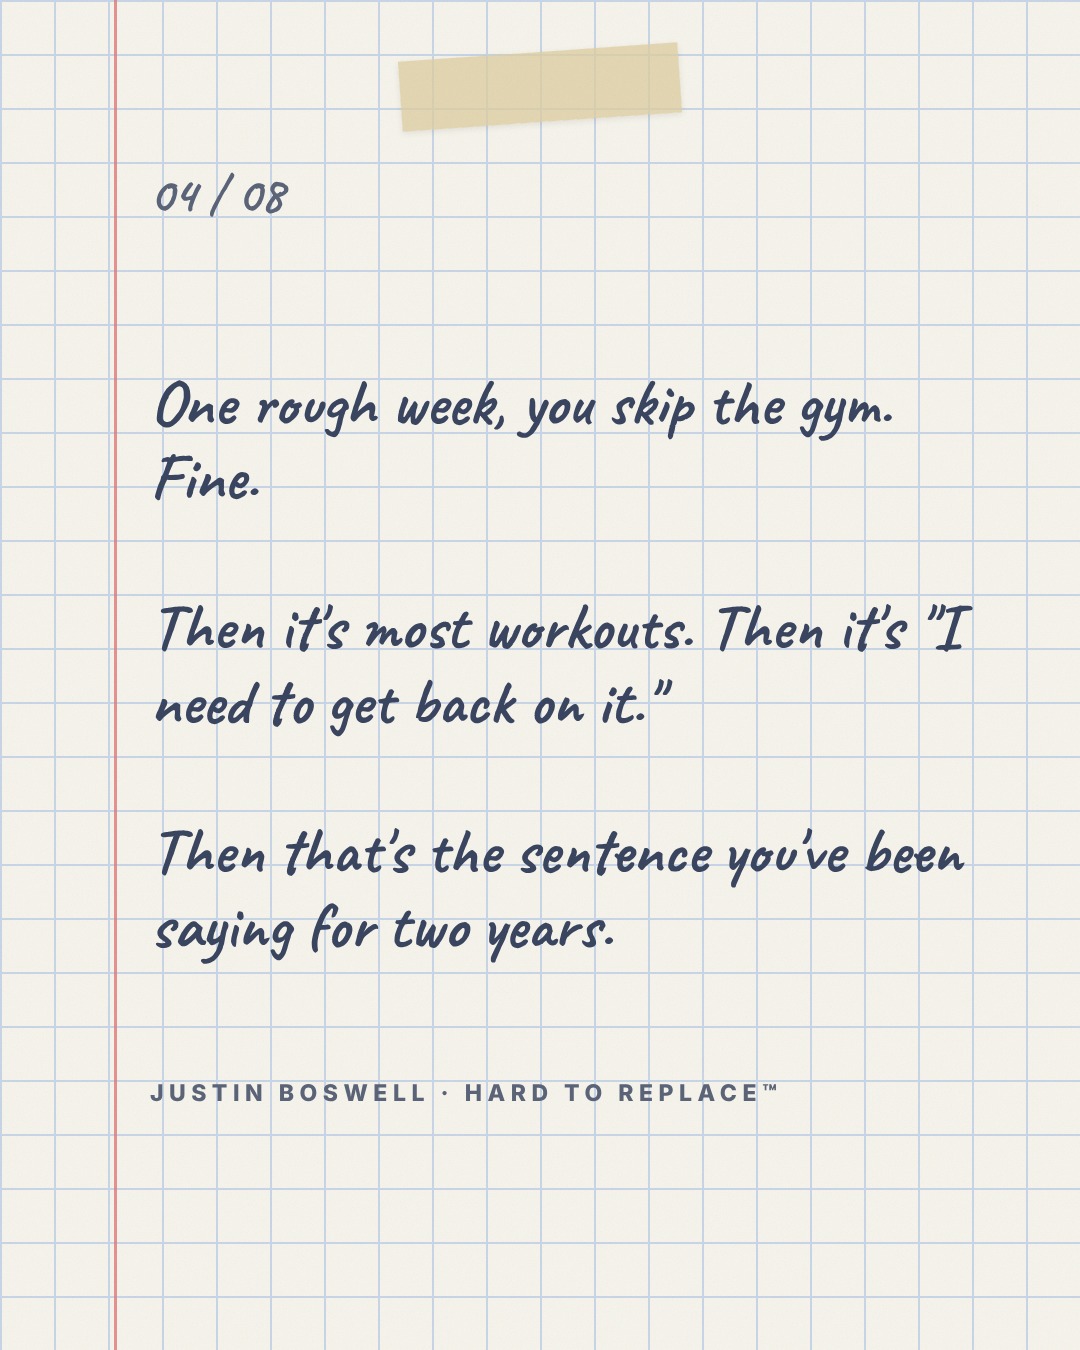 04 / 08
One rough week, you skip the gym.
Fine.
Then it's most workouts. Then it's "I
need to get back on it."
Then that's the sentence you've been
saying for two years.
JUSTIN BOSWELL · HARD TO REPLACE™